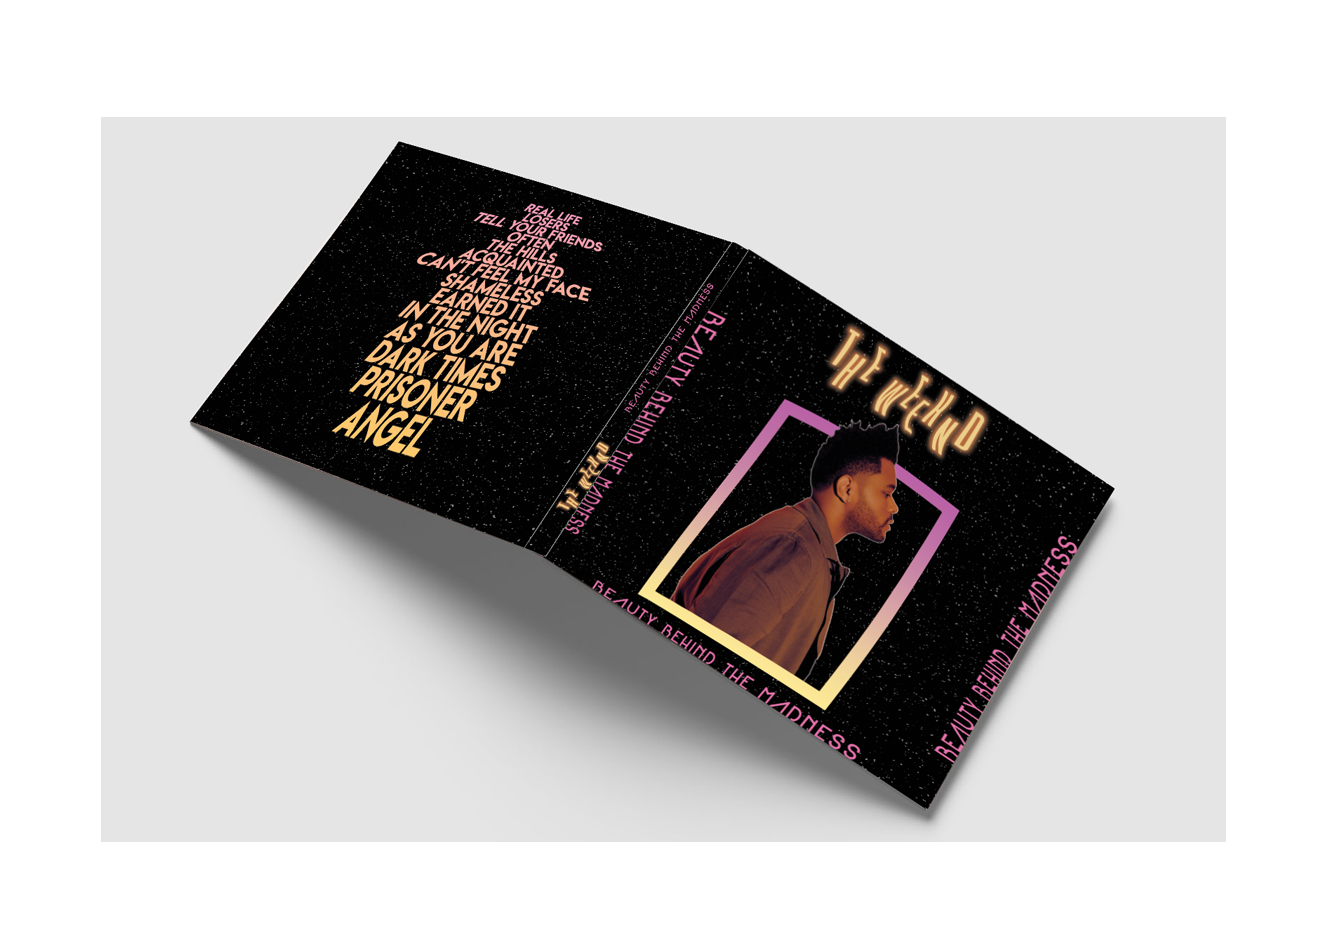 REAL LIFE
LOSERS
TELL YOUR FRIENDS
OFTEN
THE HILLS
ACQUAINTED
CAN'T FEEL MY FACE
SHAMELESS
EARNED IT
IN THE NIGHT
AS YOU ARE
DARK TIMES
PRISONER
ANGEL
BEAUTY BEHIND THE MADNESS
THE WEEKND
BEAUTY BEHIND THE MADNESS
THE WEEKND
BEAUTY BEHIND THE MADNESS
BEAUTY BEHIND THE MADNESS